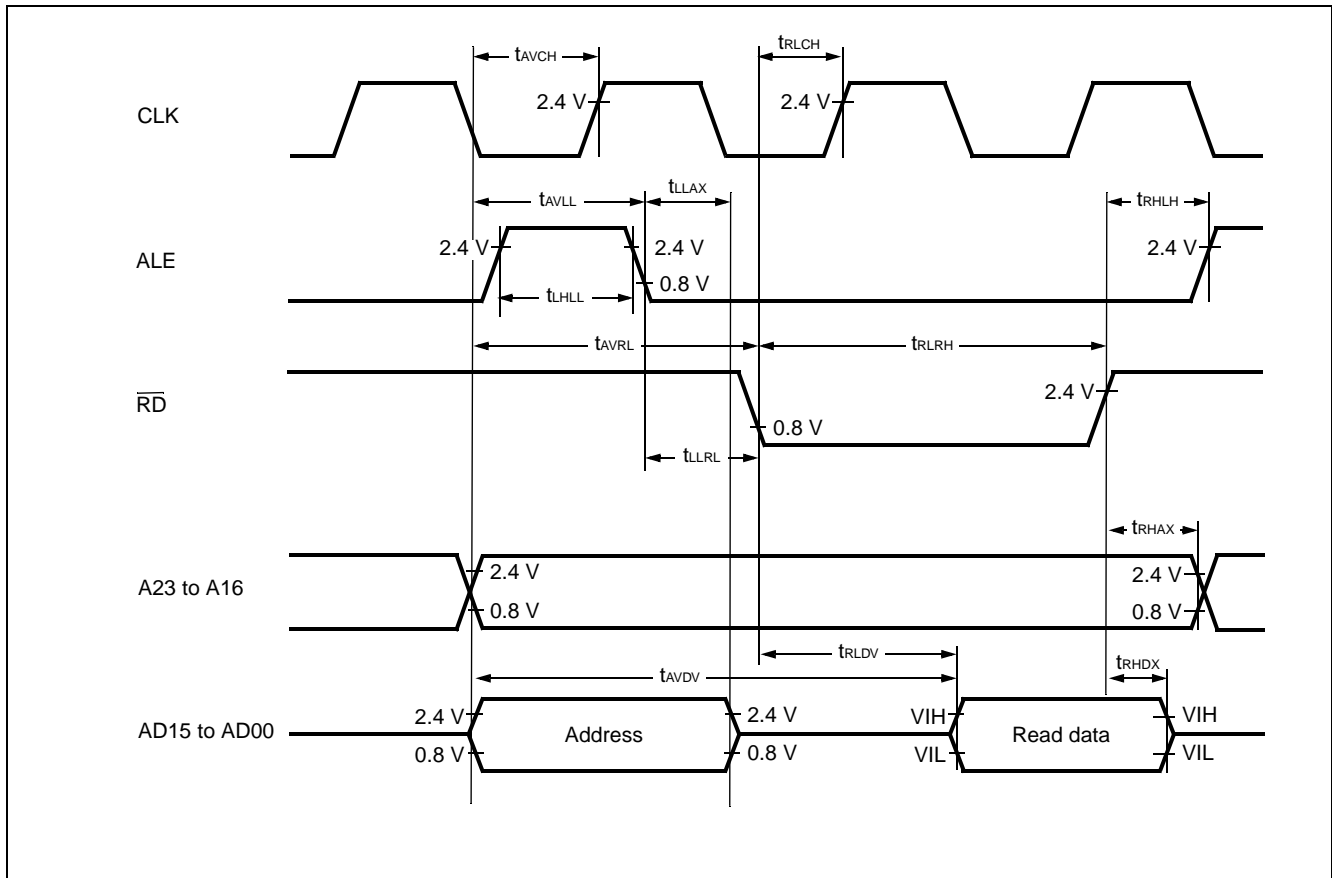 tAVCH
tRLCH
CLK
2.4 V
2.4 V
tAVLL
tLLAX
tRHLH
ALE
2.4 V
2.4 V
0.8 V
2.4 V
tLHLL
tAVRL
tRLRH
RD
2.4 V
0.8 V
tLLRL
tRHAX
A23 to A16
2.4 V
0.8 V
2.4 V
0.8 V
tRLDV
tAVDV
tRHDX
AD15 to AD00
2.4 V
0.8 V
Address
2.4 V
0.8 V
VIH
VIL
Read data
VIH
VIL